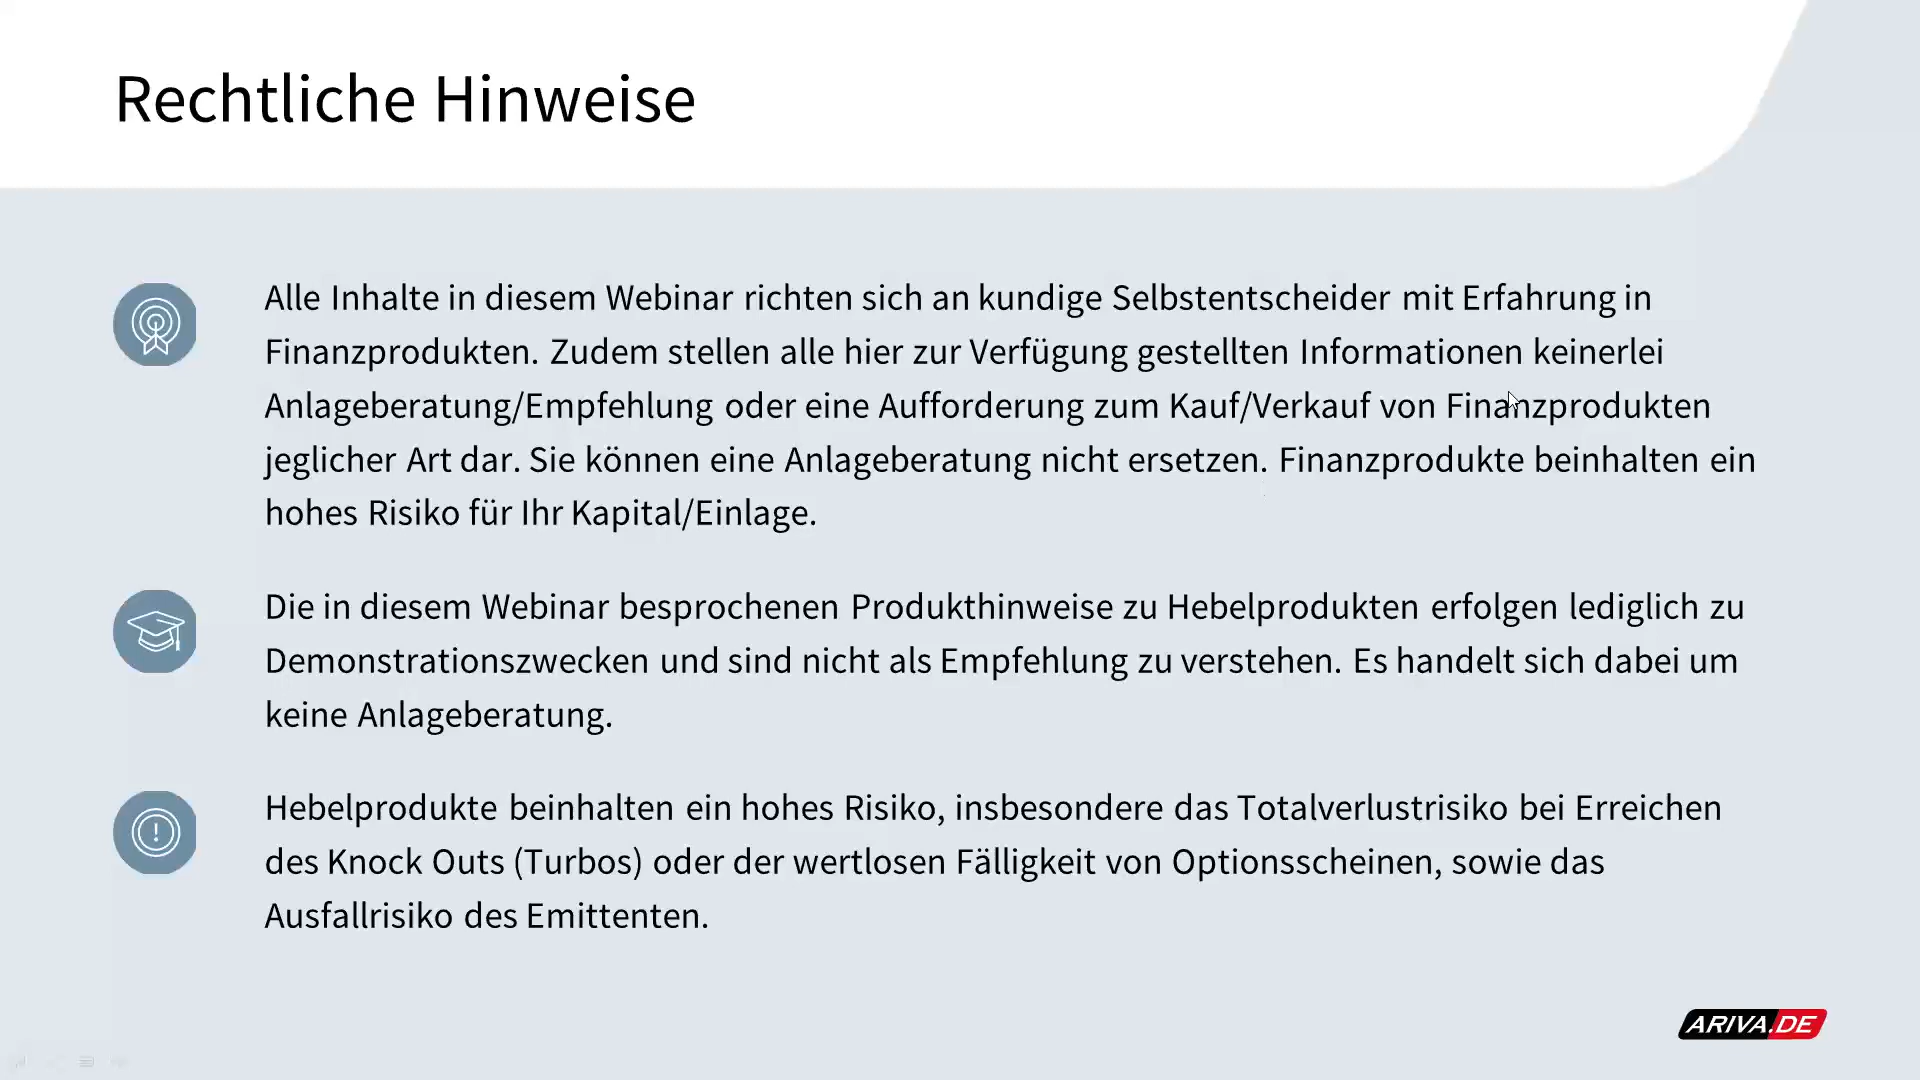 Rechtliche Hinweise
Alle Inhalte in diesem Webinar richten sich an kundige Selbstentscheider mit Erfahrung in
Finanzprodukten. Zudem stellen alle hier zur Verfügung gestellten Informationen keinerlei
Anlageberatung/Empfehlung oder eine Aufforderung zum Kauf/Verkauf von Finanzprodukten
jeglicher Art dar. Sie können eine Anlageberatung nicht ersetzen. Finanzprodukte beinhalten ein
hohes Risiko für Ihr Kapital/Einlage.
Die in diesem Webinar besprochenen Produkthinweise zu Hebelprodukten erfolgen lediglich zu
Demonstrationszwecken und sind nicht als Empfehlung zu verstehen. Es handelt sich dabei um
keine Anlageberatung.
Hebelprodukte beinhalten ein hohes Risiko, insbesondere das Totalverlustrisiko bei Erreichen
des Knock Outs (Turbos) oder der wertlosen Fälligkeit von Optionsscheinen, sowie das
Ausfallrisiko des Emittenten.
ARIVA.DE